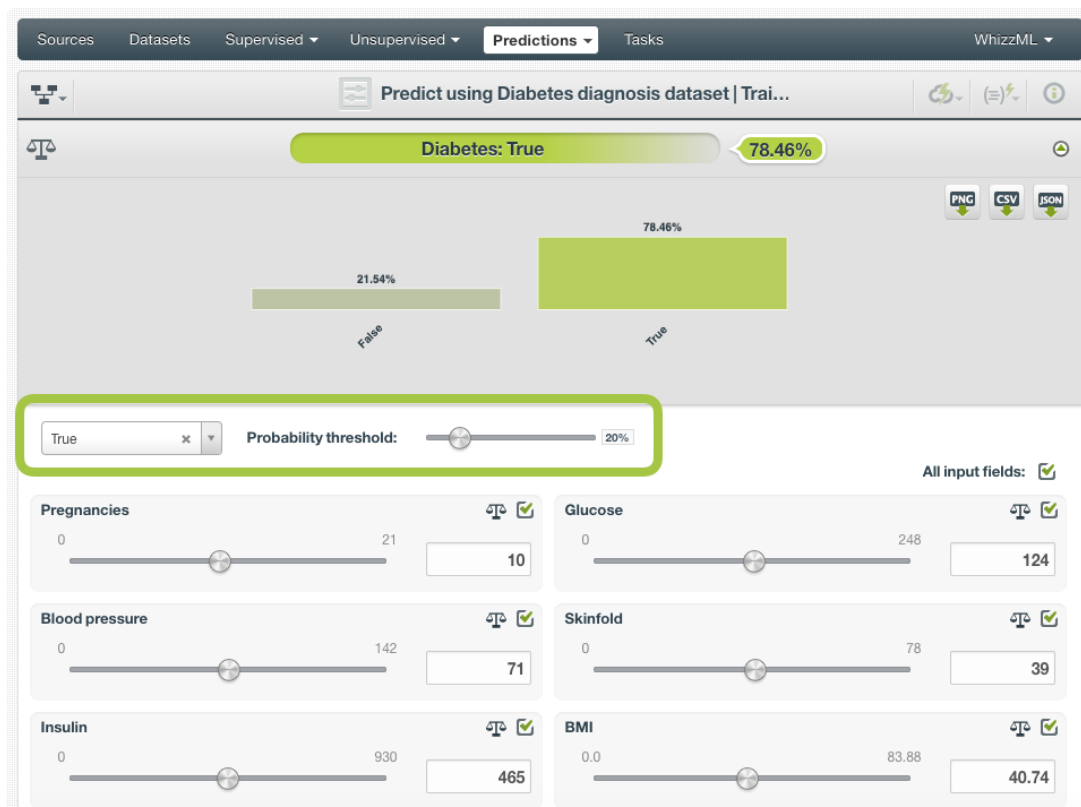 Sources Datasets Supervised Unsupervised Predictions Tasks WhizzML
Predict using Diabetes diagnosis dataset | Trai...
Diabetes: True 78.46%
PNG CSV JSON
78.46%
21.54%
False True
True Probability threshold: 20%
All input fields:
Pregnancies Glucose
0 21 0 248
10 124
Blood pressure Skinfold
0 142 0 78
71 39
Insulin BMI
0 930 0.0 83.88
465 40.74